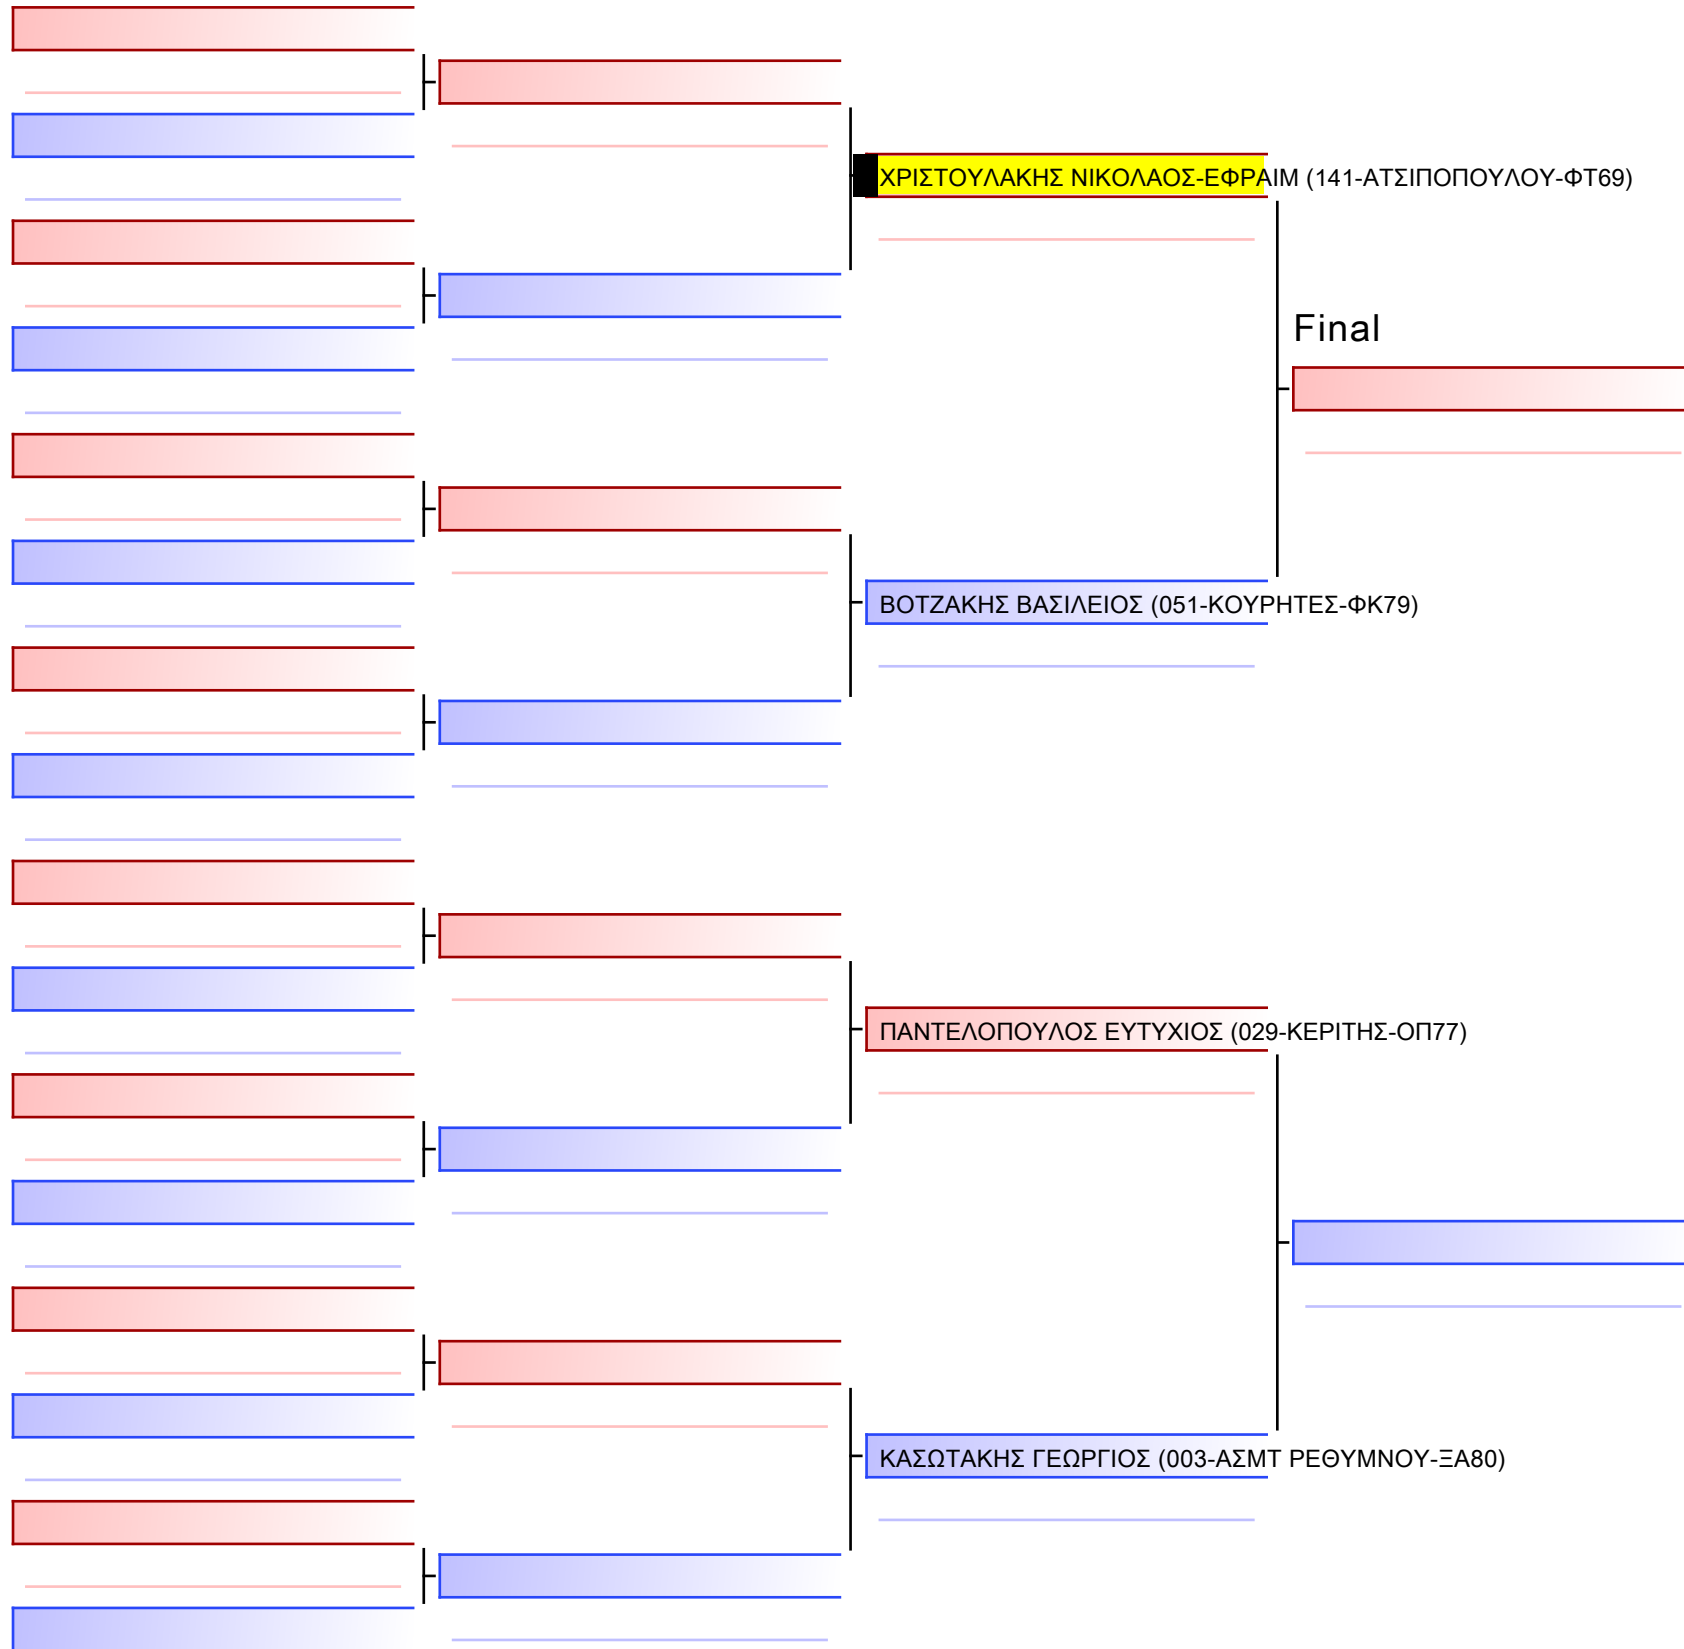 ΧΡΙΣΤΟΥΛΑΚΗΣ ΝΙΚΟΛΑΟΣ-ΕΦΡΑΙΜ (141-ΑΤΣΙΠΟΠΟΥΛΟΥ-ΦΤ69)
Final
ΒΟΤΖΑΚΗΣ ΒΑΣΙΛΕΙΟΣ (051-ΚΟΥΡΗΤΕΣ-ΦΚ79)
ΠΑΝΤΕΛΟΠΟΥΛΟΣ ΕΥΤΥΧΙΟΣ (029-ΚΕΡΙΤΗΣ-ΟΠ77)
ΚΑΣΩΤΑΚΗΣ ΓΕΩΡΓΙΟΣ (003-ΑΣΜΤ ΡΕΘΥΜΝΟΥ-ΞΑ80)